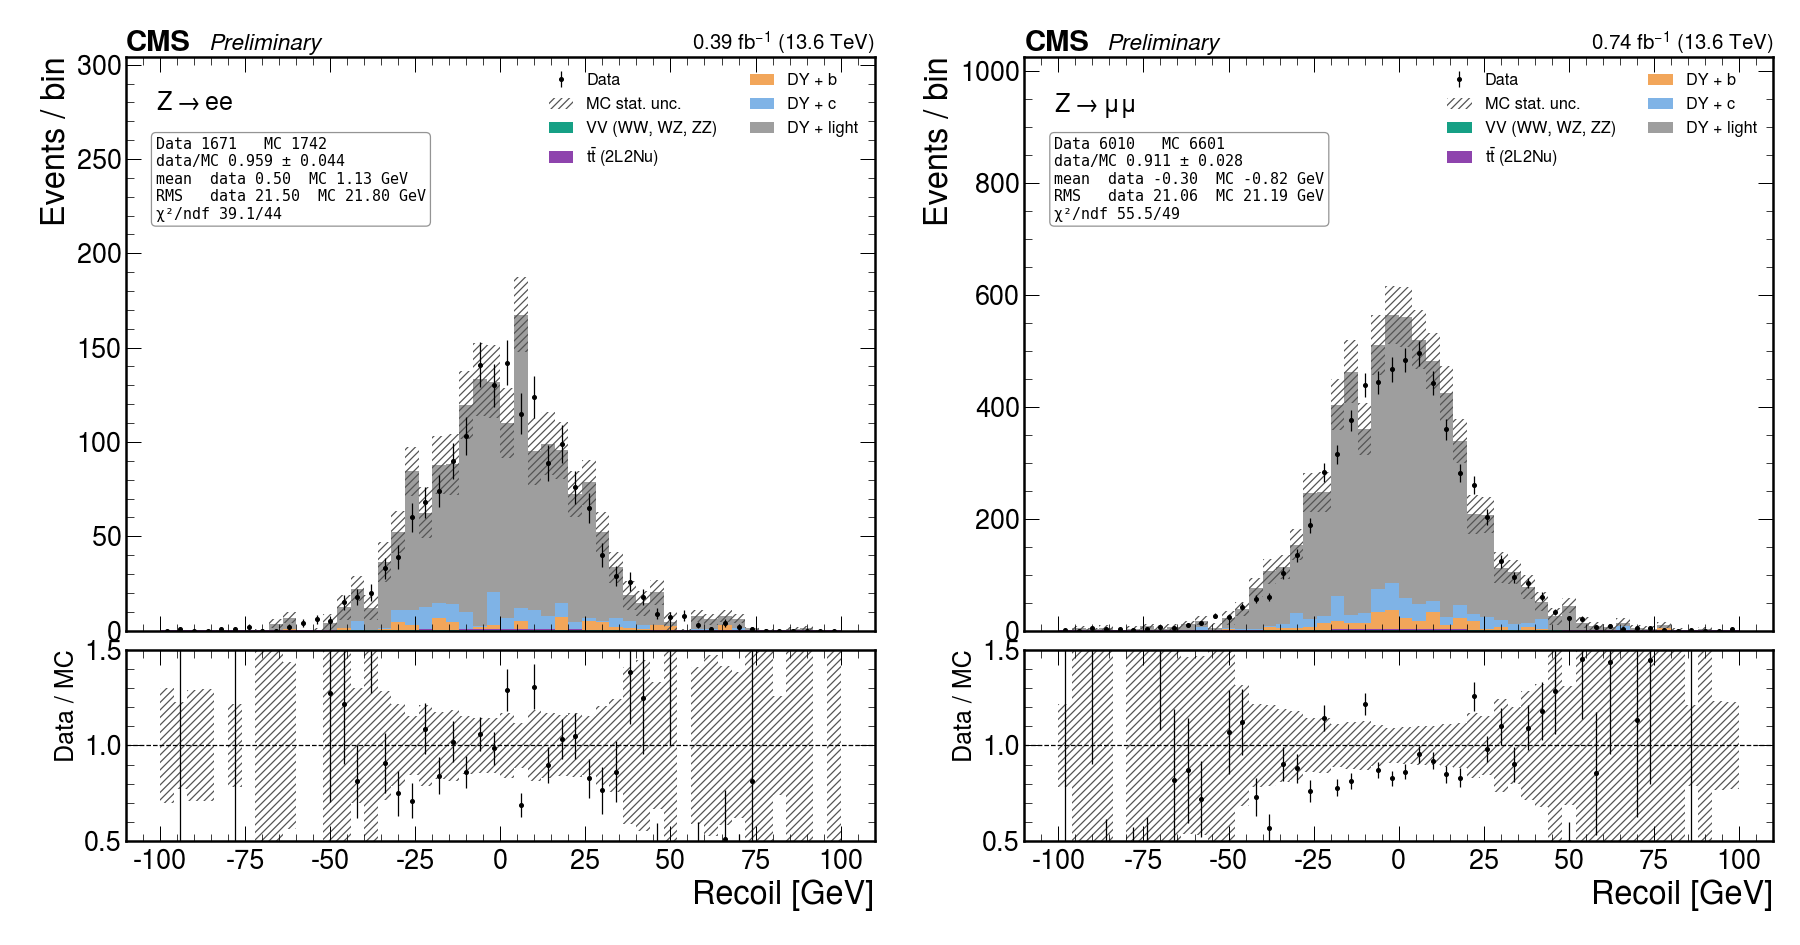 CMS Preliminary 0.39 fb⁻¹ (13.6 TeV)
Events / bin
300
250
200
150
100
50
0
Z → ee
Data
MC stat. unc.
VV (WW, WZ, ZZ)
tt̄ (2L2Nu)
DY + b
DY + c
DY + light
Data 1671   MC 1742
data/MC 0.959 ± 0.044
mean  data 0.50  MC 1.13 GeV
RMS   data 21.50  MC 21.80 GeV
χ²/ndf 39.1/44
Data / MC
1.5
1.0
0.5
-100 -75 -50 -25 0 25 50 75 100
Recoil [GeV]
CMS Preliminary 0.74 fb⁻¹ (13.6 TeV)
Events / bin
1000
800
600
400
200
0
Z → µµ
Data
MC stat. unc.
VV (WW, WZ, ZZ)
tt̄ (2L2Nu)
DY + b
DY + c
DY + light
Data 6010   MC 6601
data/MC 0.911 ± 0.028
mean  data -0.30  MC -0.82 GeV
RMS   data 21.06  MC 21.19 GeV
χ²/ndf 55.5/49
Data / MC
1.5
1.0
0.5
-100 -75 -50 -25 0 25 50 75 100
Recoil [GeV]